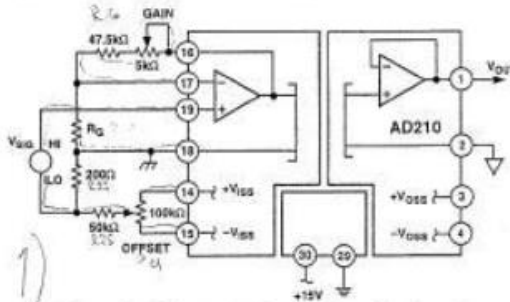 GAIN
47.5kΩ
5kΩ
16
17
19
1
VOUT
VSIG
HI
RG
AD210
LO
18
2
200Ω
14
+VISS
+VOSS
3
50kΩ
100kΩ
15
-VISS
-VOSS
4
OFFSET
30
29
+15V
1)